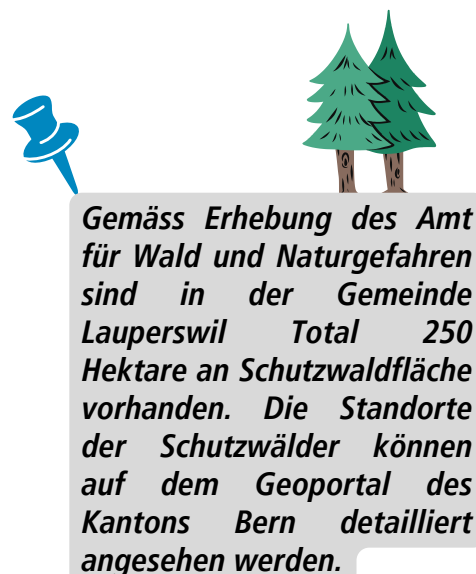 Gemäss Erhebung des Amt
für Wald und Naturgefahren
sind in der Gemeinde
Lauperswil Total 250
Hektare an Schutzwaldfläche
vorhanden. Die Standorte
der Schutzwälder können
auf dem Geoportal des
Kantons Bern detailliert
angesehen werden.